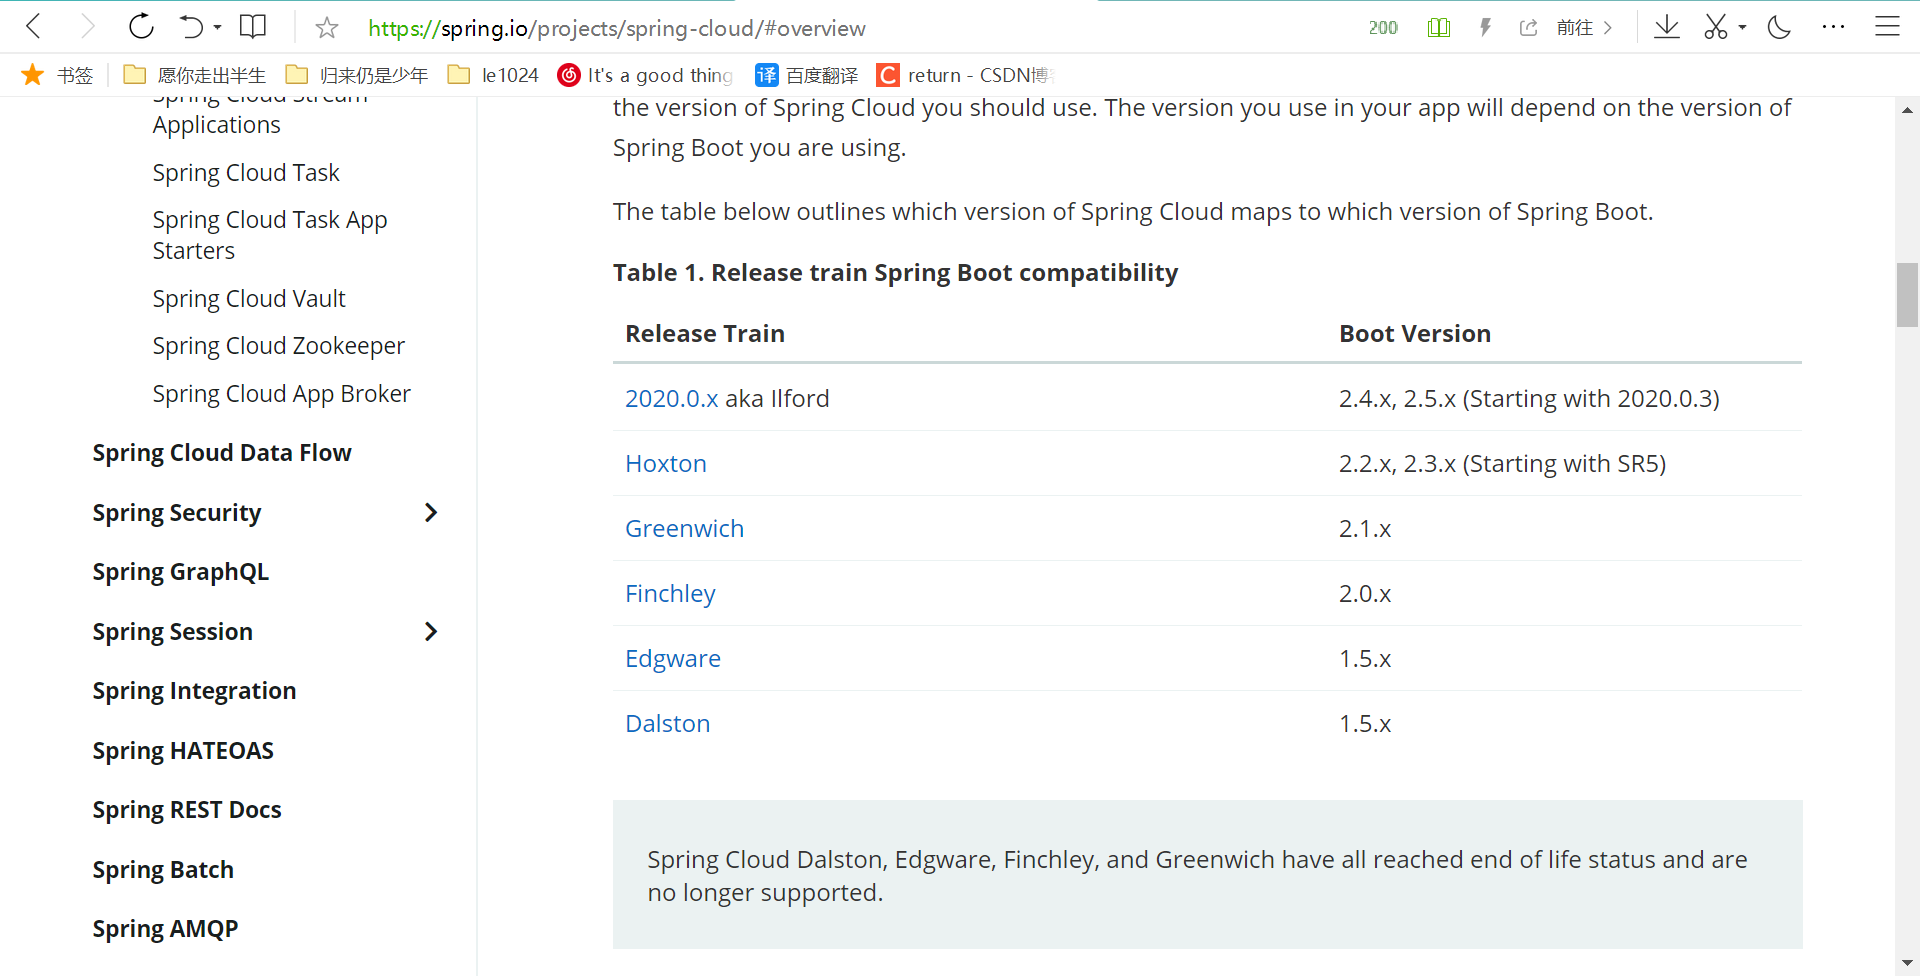 https://spring.io/projects/spring-cloud/#overview
200
前往
书签
愿你走出半生
归来仍是少年
le1024
It's a good thing
译 百度翻译
C return - CSDN博
Spring Cloud Stream
Applications
Spring Cloud Task
Spring Cloud Task App
Starters
Spring Cloud Vault
Spring Cloud Zookeeper
Spring Cloud App Broker
Spring Cloud Data Flow
Spring Security
Spring GraphQL
Spring Session
Spring Integration
Spring HATEOAS
Spring REST Docs
Spring Batch
Spring AMQP
the version of Spring Cloud you should use. The version you use in your app will depend on the version of
Spring Boot you are using.
The table below outlines which version of Spring Cloud maps to which version of Spring Boot.
Table 1. Release train Spring Boot compatibility
Release Train Boot Version
2020.0.x aka Ilford 2.4.x, 2.5.x (Starting with 2020.0.3)
Hoxton 2.2.x, 2.3.x (Starting with SR5)
Greenwich 2.1.x
Finchley 2.0.x
Edgware 1.5.x
Dalston 1.5.x
Spring Cloud Dalston, Edgware, Finchley, and Greenwich have all reached end of life status and are
no longer supported.